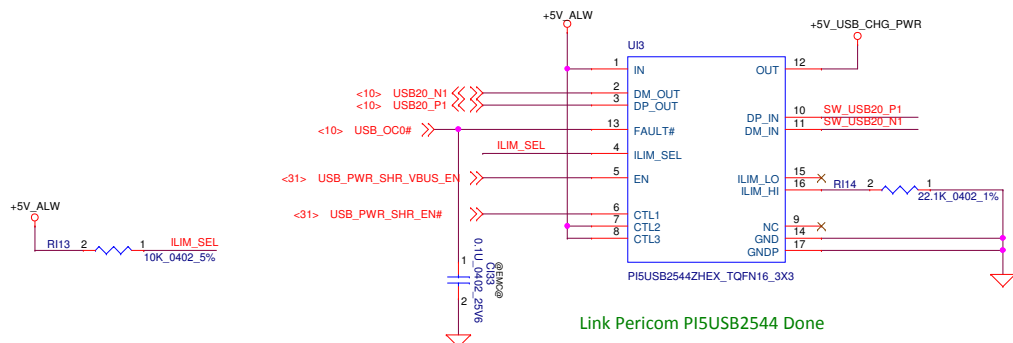 +5V_ALW
+5V_USB_CHG_PWR
UI3
1 IN OUT 12
<10> USB20_N1 2 DM_OUT
<10> USB20_P1 3 DP_OUT
DP_IN 10 SW_USB20_P1
DM_IN 11 SW_USB20_N1
<10> USB_OC0# 13 FAULT#
ILIM_SEL 4 ILIM_SEL
<31> USB_PWR_SHR_VBUS_EN 5 EN
ILIM_LO 15
ILIM_HI 16 RI14 2 1
22.1K_0402_1%
<31> USB_PWR_SHR_EN# 6 CTL1
7 CTL2
8 CTL3
NC 9
GND 14
GNDP 17
PI5USB2544ZHEX_TQFN16_3X3
+5V_ALW
RI13 2 1 ILIM_SEL
10K_0402_5%
1
2
@EMC@
CI33
0.1U_0402_25V6
Link Pericom PI5USB2544 Done